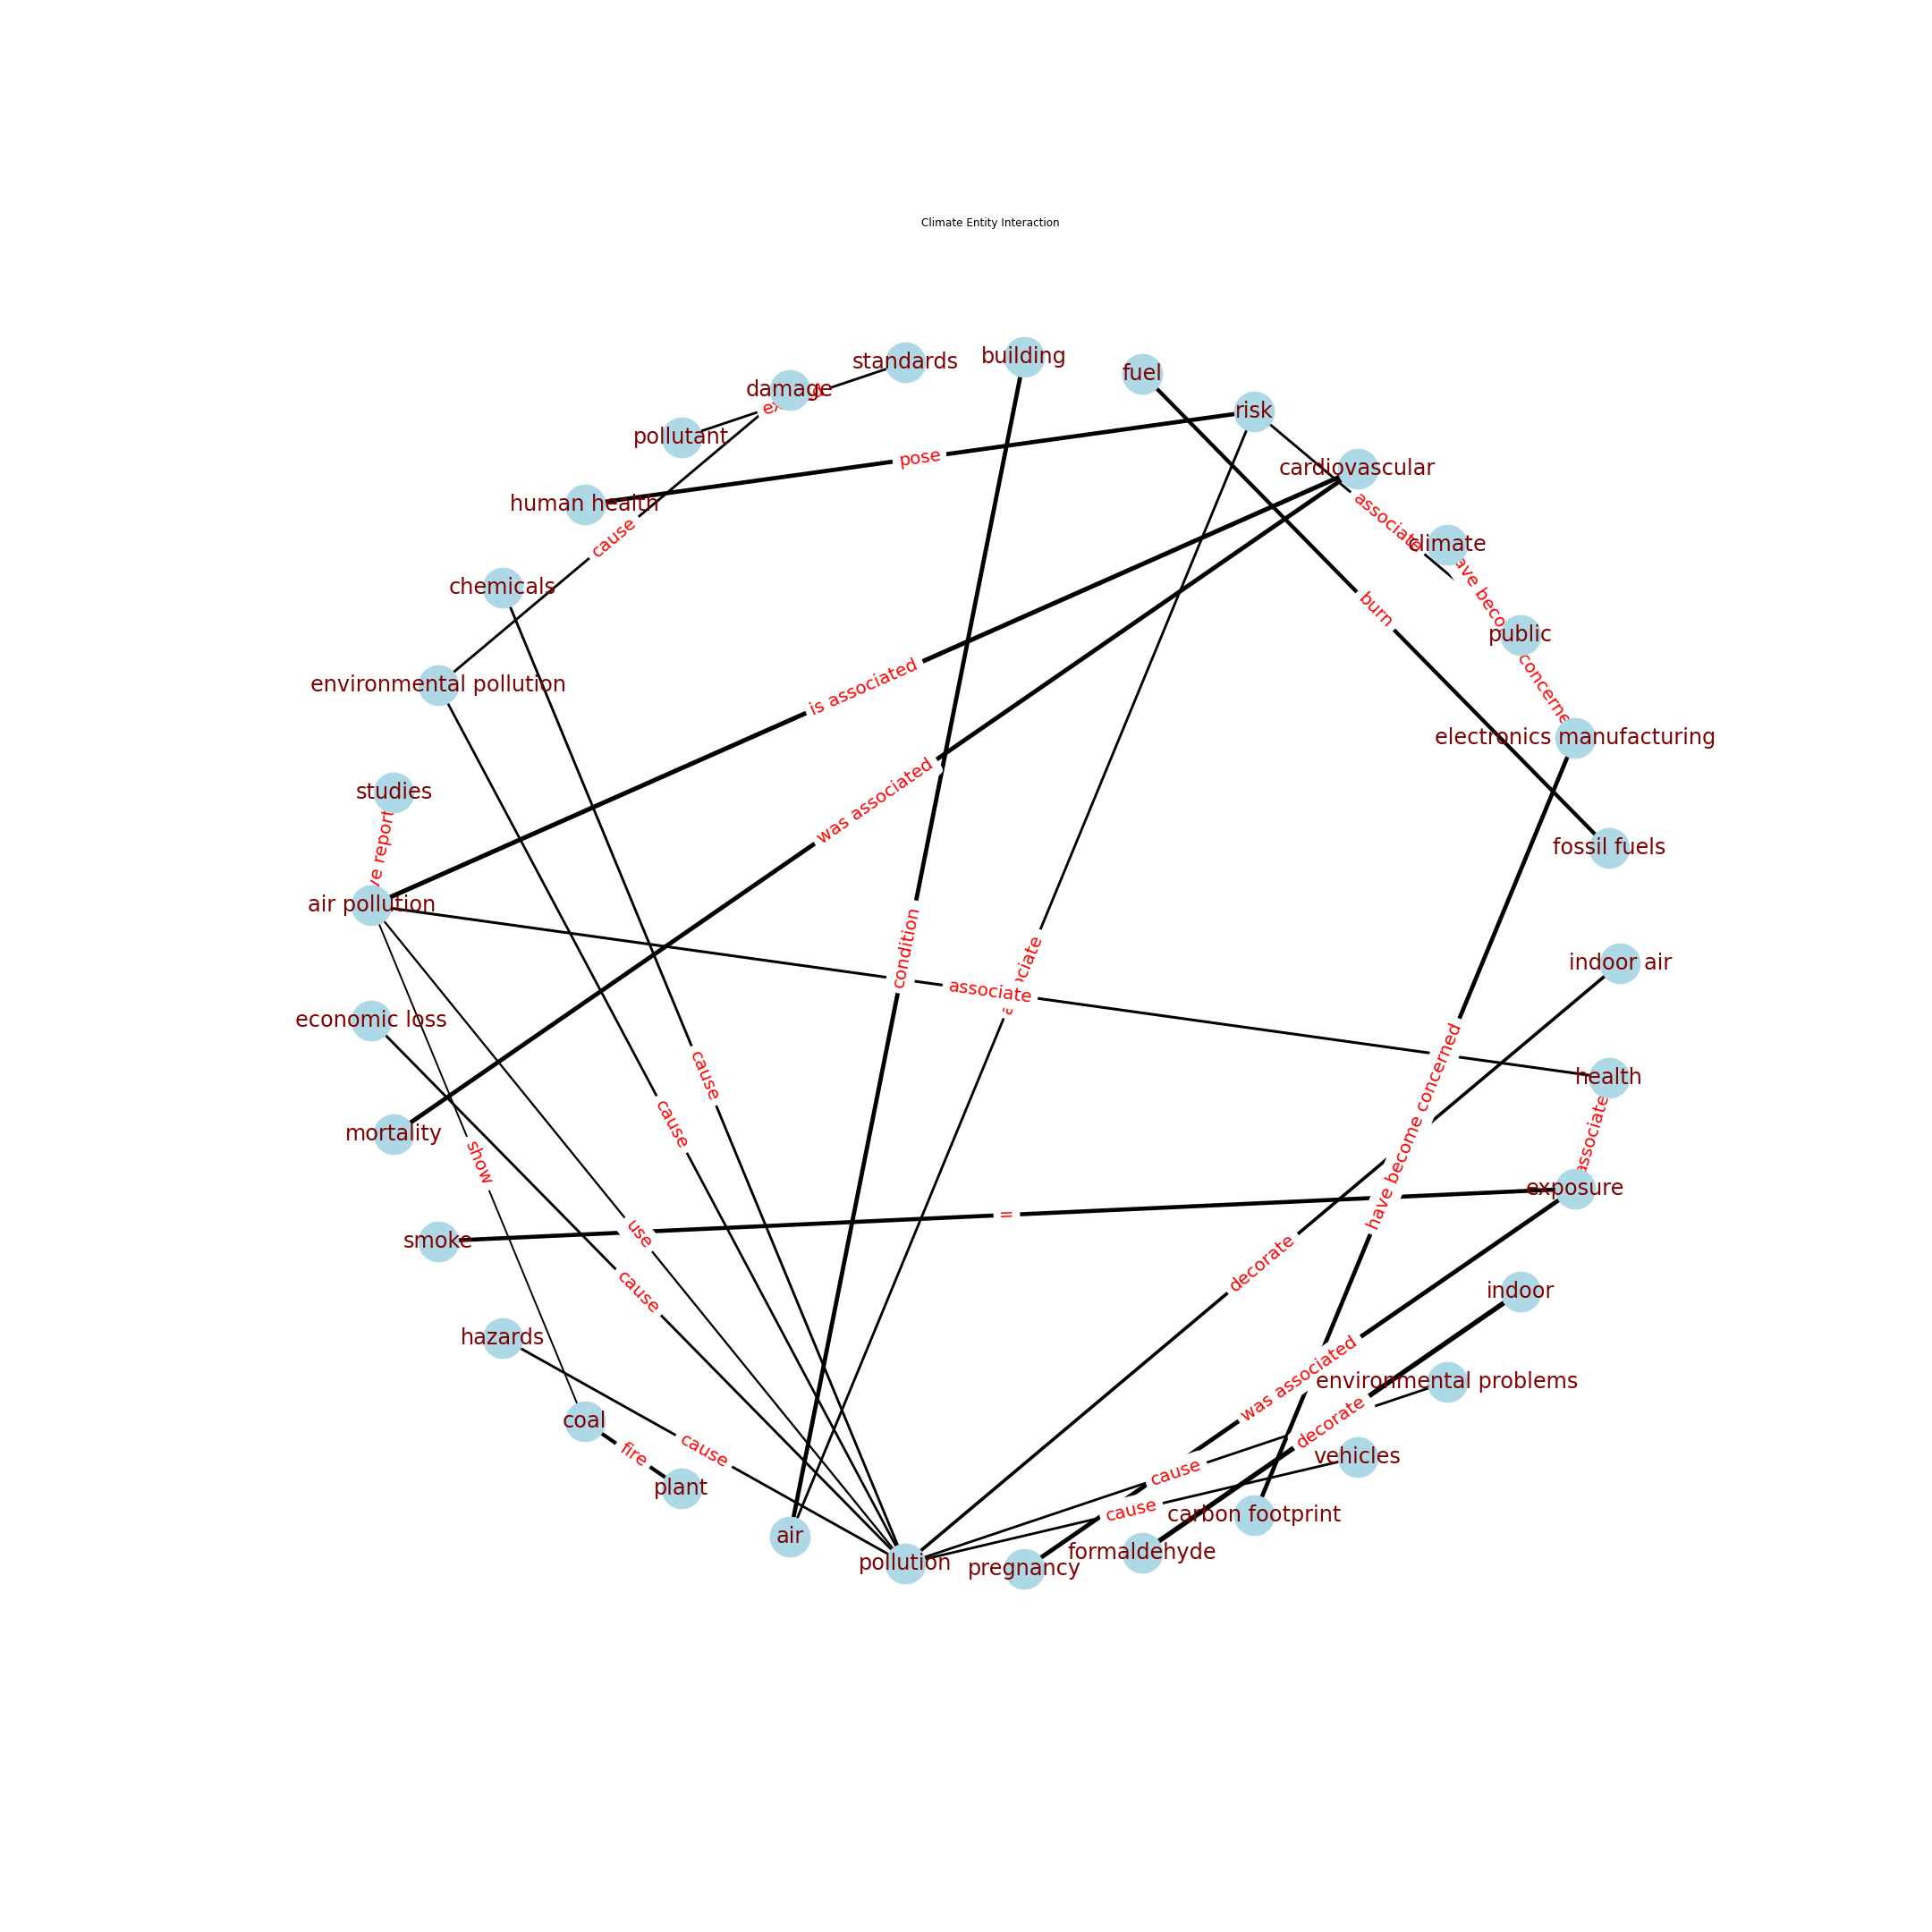 Climate Entity Interaction
building
standards
fuel
damage
risk
pollutant
pose
cardiovascular
human health
associate
cause
climate
chemicals
burn
public
environmental pollution
is associated
electronics manufacturing
studies
was associated
fossil fuels
air pollution
condition
indoor air
associate
economic loss
cause
health
cause
have become concerned
associate
mortality
show
exposure
=
use
smoke
decorate
cause
indoor
hazards
was associated
environmental problems
decorate
coal
cause
fire
vehicles
cause
plant
cause
carbon footprint
air
formaldehyde
pollution
pregnancy